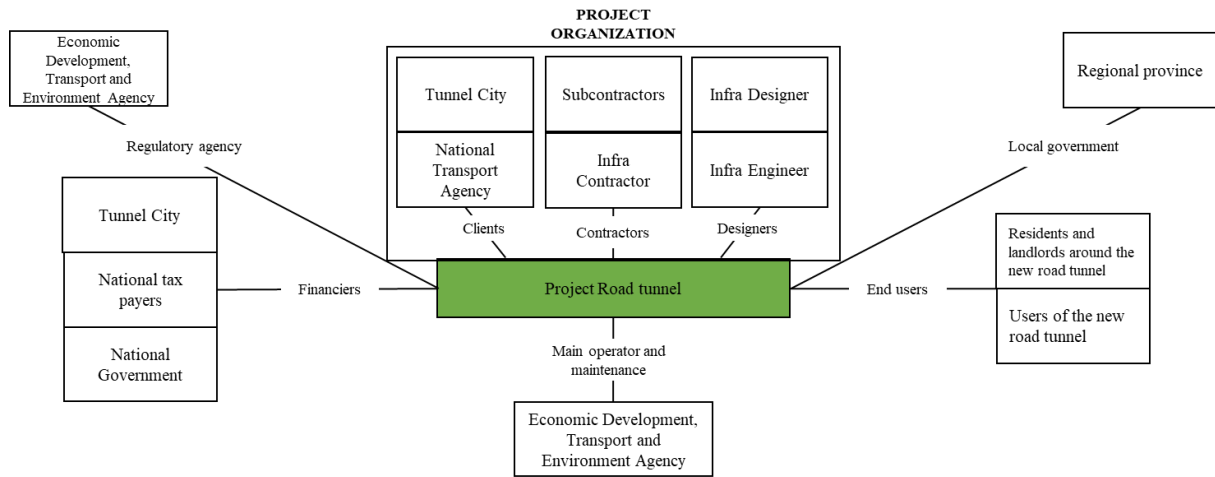 PROJECT
ORGANIZATION
Economic
Development,
Transport and
Environment Agency
Regulatory agency
Tunnel City
Subcontractors
Infra Designer
National
Transport
Agency
Infra
Contractor
Infra Engineer
Clients
Contractors
Designers
Regional province
Local government
Tunnel City
National tax
payers
National
Government
Financiers
Project Road tunnel
End users
Residents and
landlords around the
new road tunnel
Users of the new
road tunnel
Main operator and
maintenance
Economic Development,
Transport and
Environment Agency